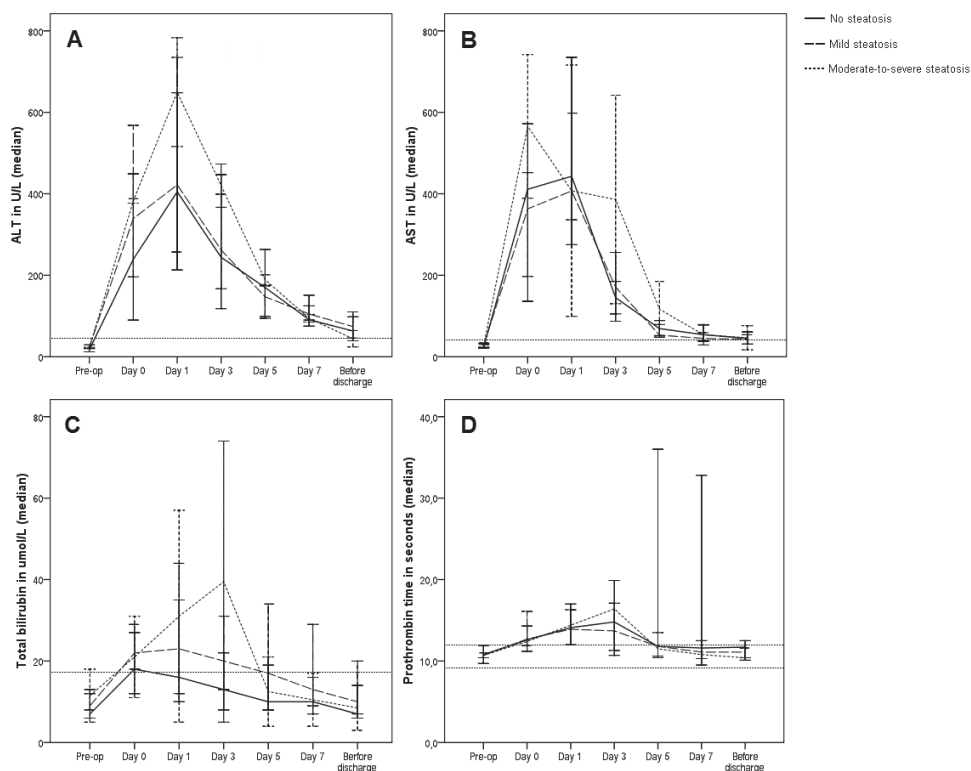 No steatosis
Mild steatosis
Moderate-to-severe steatosis
A
ALT in U/L (median)
800
600
400
200
0
Pre-op Day 0 Day 1 Day 3 Day 5 Day 7 Before discharge
B
AST in U/L (median)
800
600
400
200
0
Pre-op Day 0 Day 1 Day 3 Day 5 Day 7 Before discharge
C
Total bilirubin in umol/L (median)
80
60
40
20
0
Pre-op Day 0 Day 1 Day 3 Day 5 Day 7 Before discharge
D
Prothrombin time in seconds (median)
40,0
30,0
20,0
10,0
0,0
Pre-op Day 0 Day 1 Day 3 Day 5 Day 7 Before discharge